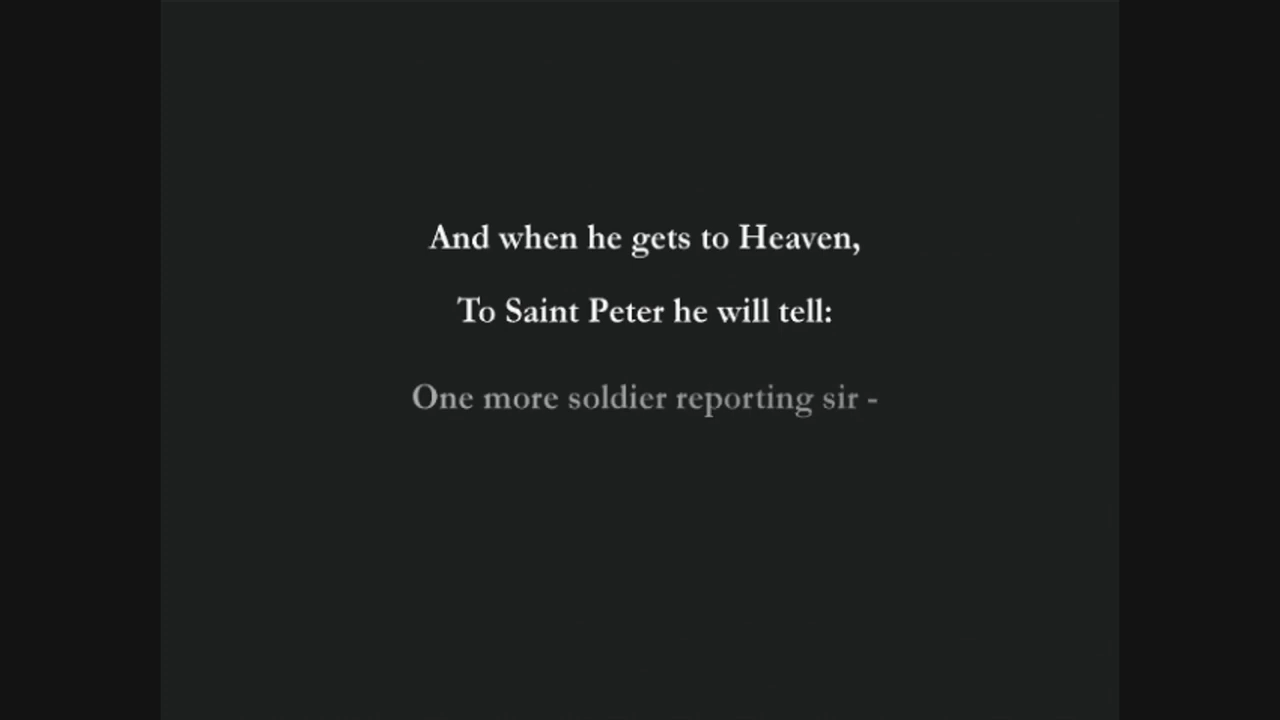 And when he gets to Heaven,
To Saint Peter he will tell:
One more soldier reporting sir -